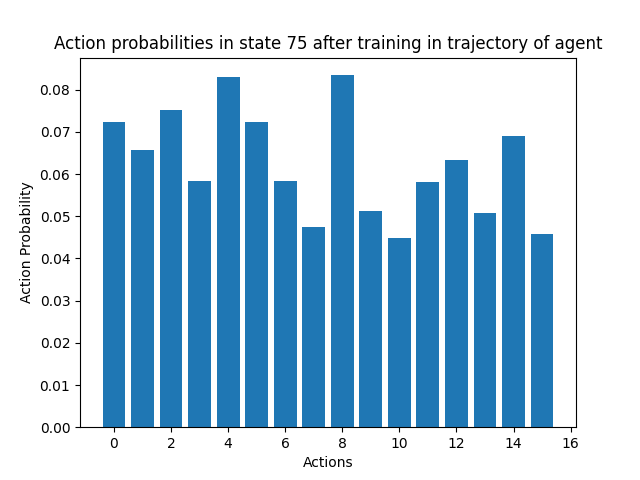 Action probabilities in state 75 after training in trajectory of agent
0.08
0.07
0.06
0.05
0.04
0.03
0.02
0.01
0.00
Action Probability
0 2 4 6 8 10 12 14 16
Actions